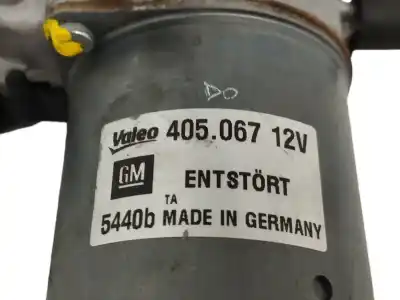 DO
Valeo 405.067 12V
GM ENTSTÖRT
TA
5440b MADE IN GERMANY